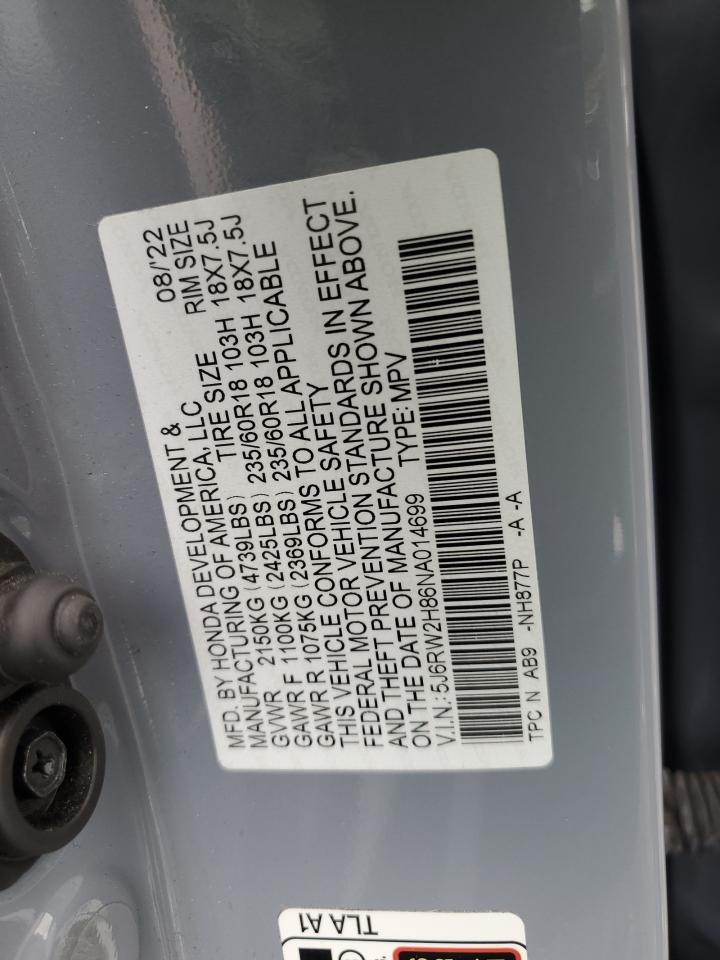 MFD. BY HONDA DEVELOPMENT & 08/'22
MANUFACTURING OF AMERICA, LLC TIRE SIZE RIM SIZE
GVWR 2150KG (4739LBS) 235/60R18 103H 18X7.5J
GAWR F 1100KG (2425LBS) 235/60R18 103H 18X7.5J
GAWR R 1075KG (2369LBS) TO ALL APPLICABLE
THIS VEHICLE CONFORMS
FEDERAL MOTOR VEHICLE SAFETY
AND THEFT PREVENTION STANDARDS IN EFFECT
ON THE DATE OF MANUFACTURE SHOWN ABOVE.
V.I.N.: 5J6RW2H86NA014699 TYPE: MPV
TPC N AB9 -NH877P -A -A
TLA A1